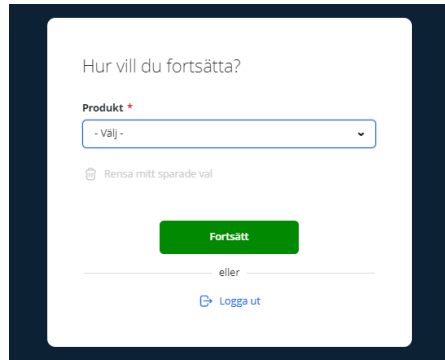 Hur vill du fortsätta?
Produkt *
- Välj -
Rensa mitt sparade val
Fortsätt
eller
Logga ut